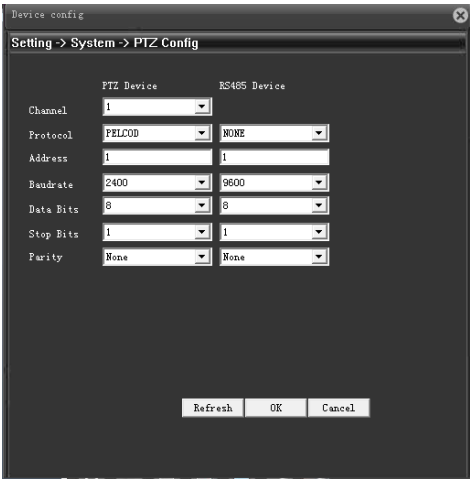 Device config
Setting -> System -> PTZ Config
PTZ Device RS485 Device
Channel 1
Protocol PELCOD NONE
Address 1 1
Baudrate 2400 9600
Data Bits 8 8
Stop Bits 1 1
Parity None None
Refresh OK Cancel